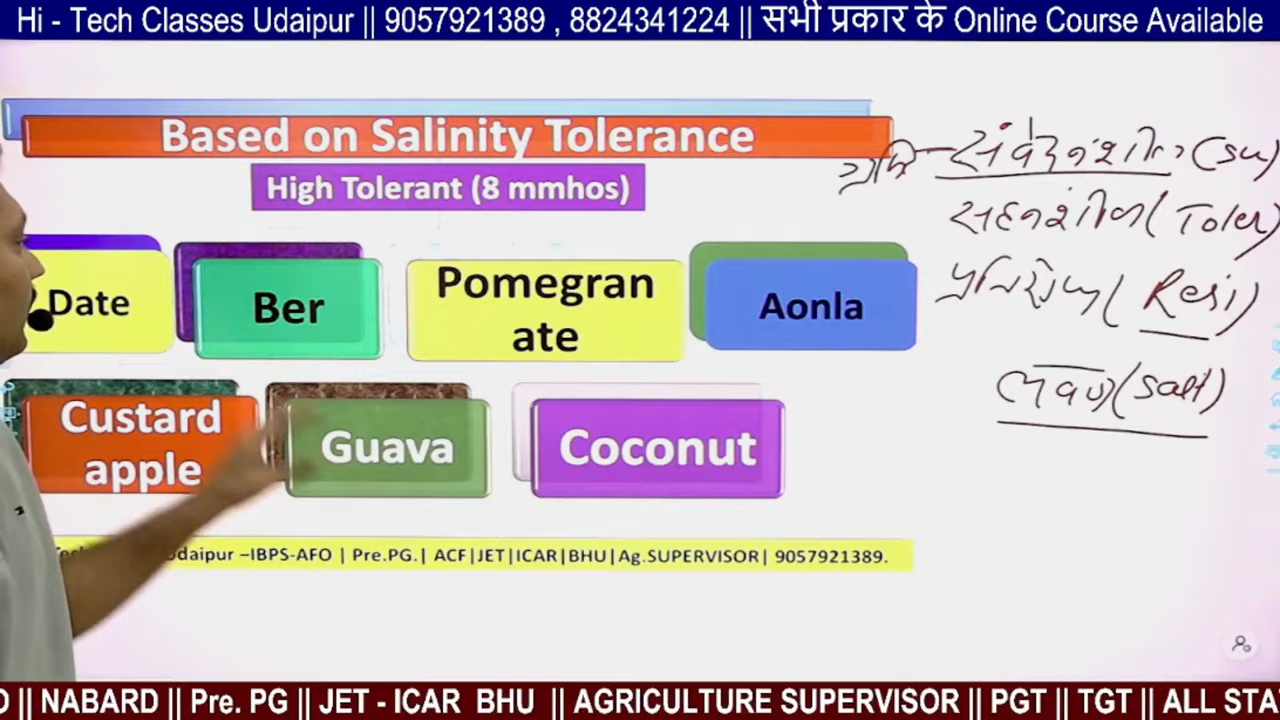 Hi - Tech Classes Udaipur || 9057921389 , 8824341224 || सभी प्रकार के Online Course Available
Based on Salinity Tolerance
High Tolerant (8 mmhos)
Date
Ber
Pomegran
ate
Aonla
Custard
apple
Guava
Coconut
संवेदनशील
सहनशील (Toler)
(Resi)
लवण (Salt)
Udaipur –IBPS-AFO | Pre.PG.| ACF|JET|ICAR|BHU|Ag.SUPERVISOR| 9057921389.
|| NABARD || Pre. PG || JET - ICAR BHU || AGRICULTURE SUPERVISOR || PGT || TGT || ALL STA